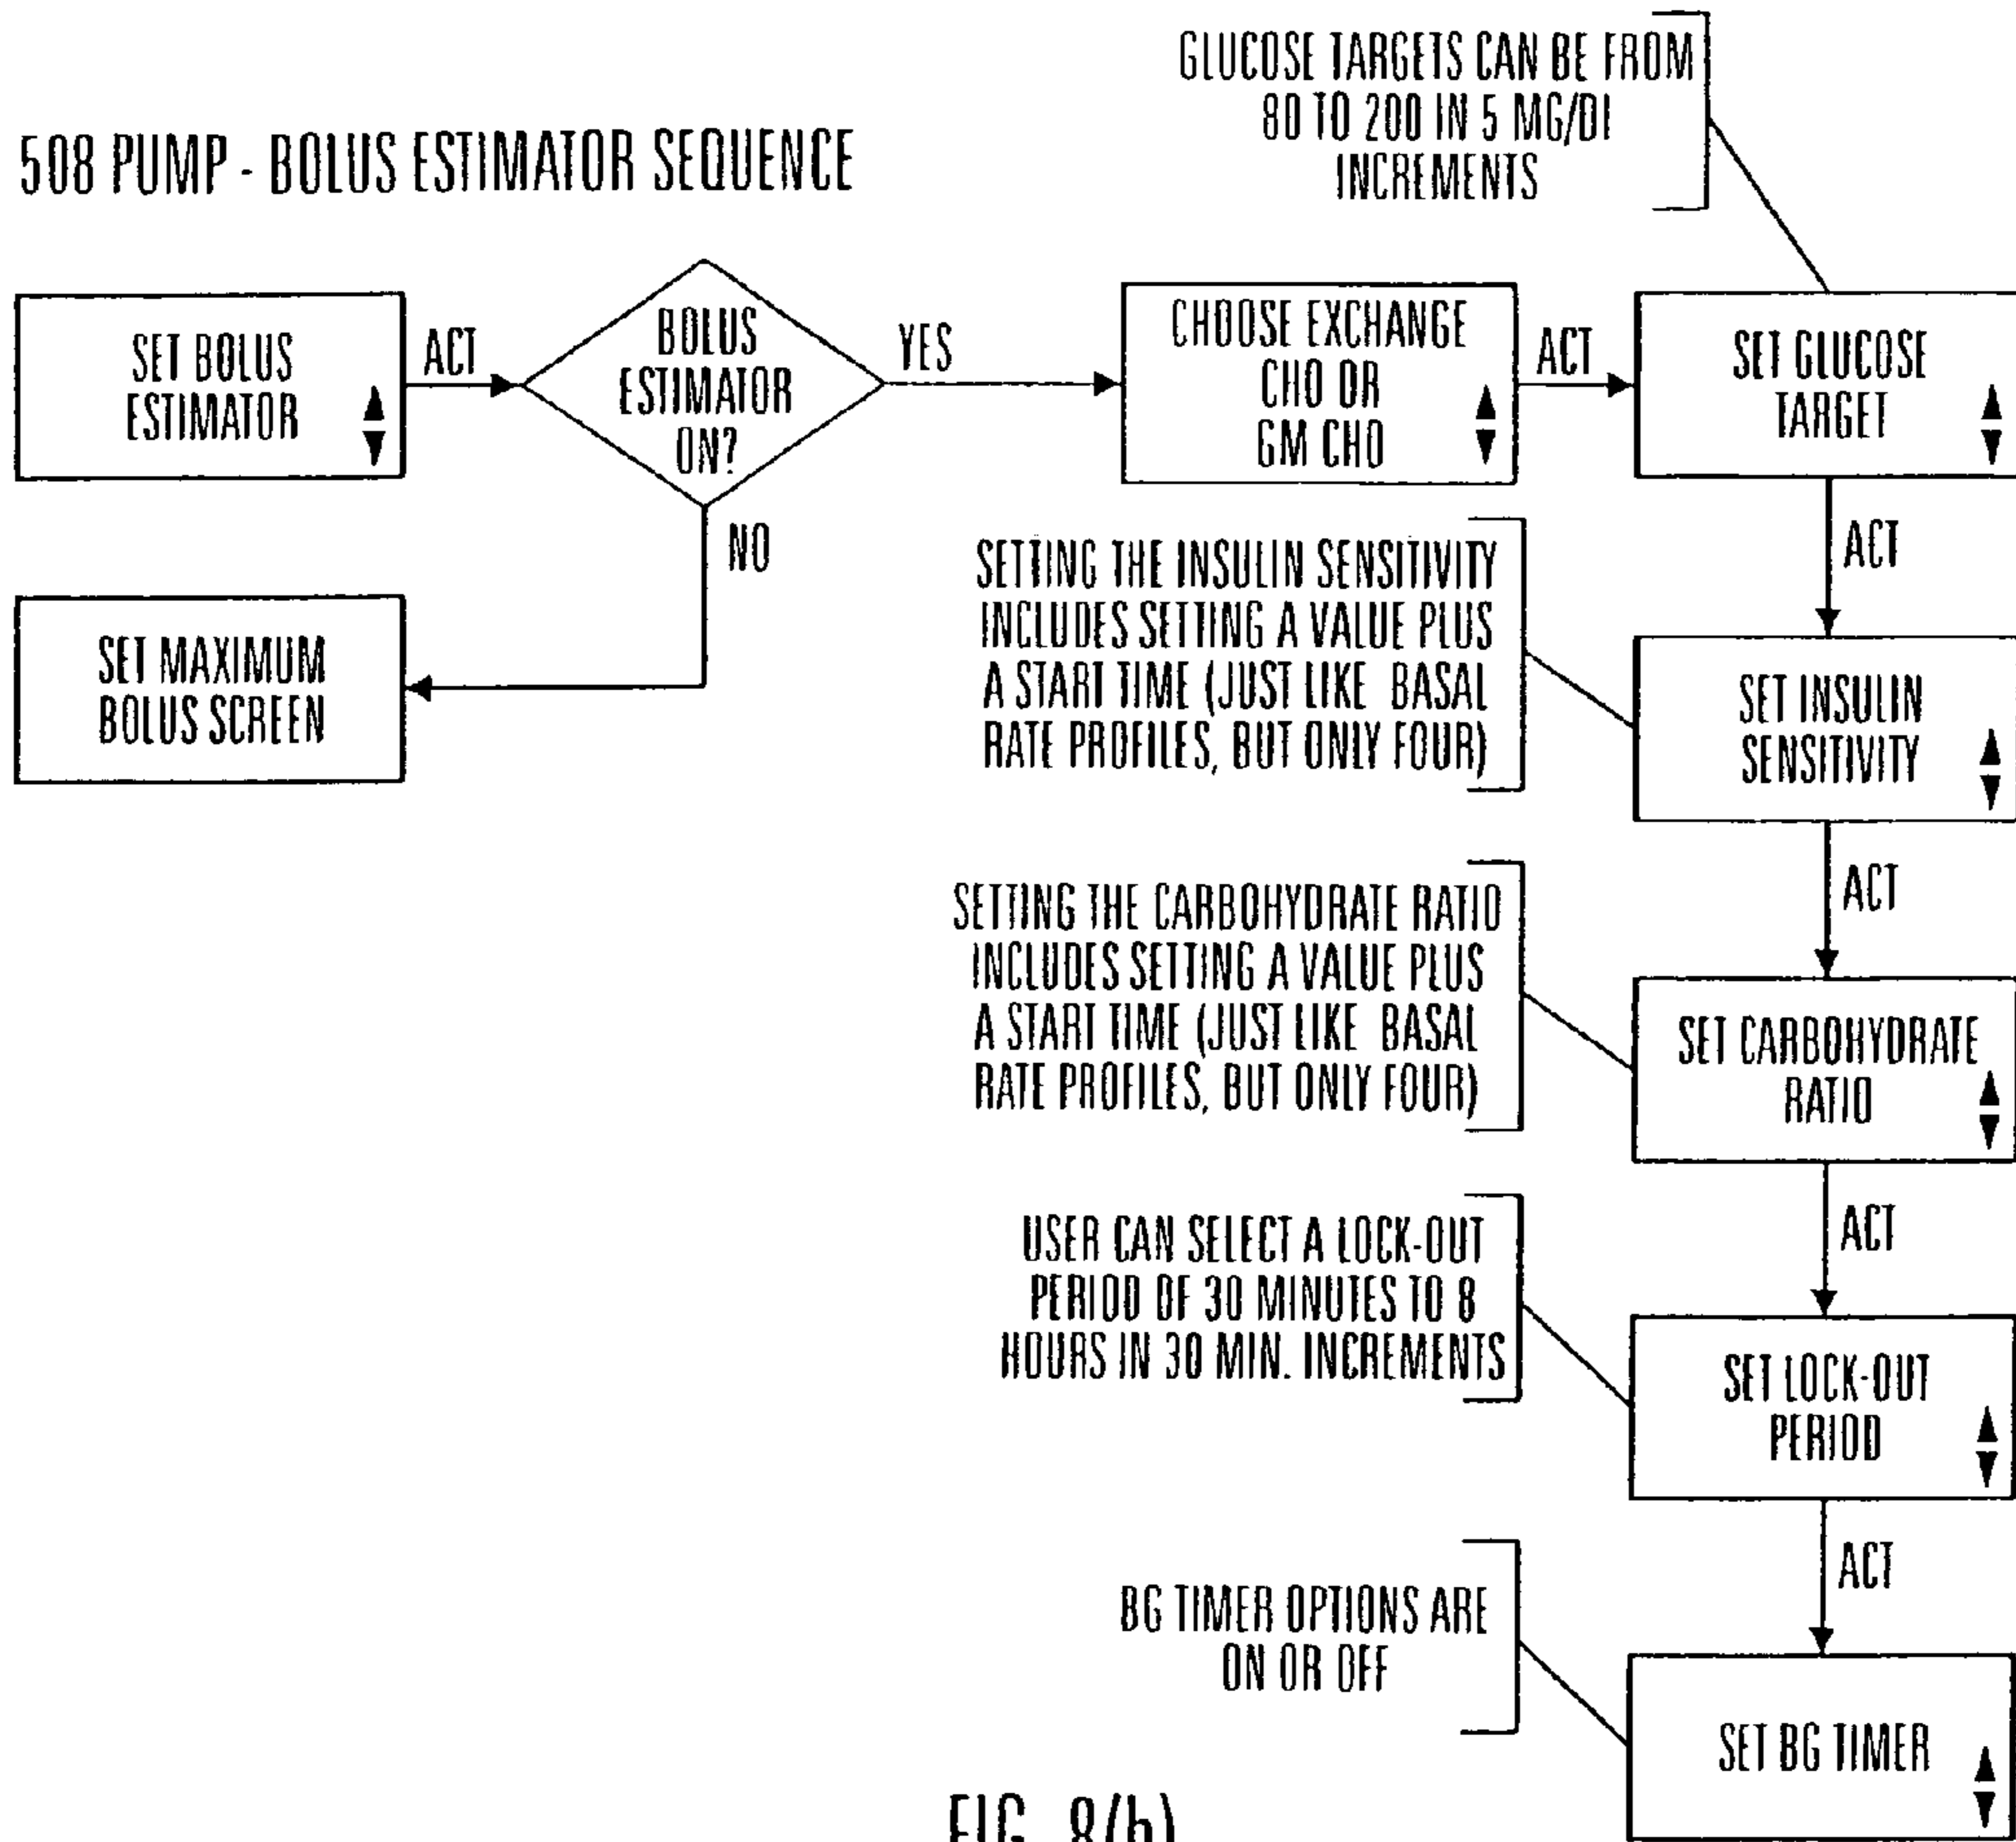 GLUCOSE TARGETS CAN BE FROM
80 TO 200 IN 5 MG/Dl
INCREMENTS
508 PUMP - BOLUS ESTIMATOR SEQUENCE
SET BOLUS
ESTIMATOR
ACT
BOLUS
ESTIMATOR
ON?
YES
CHOOSE EXCHANGE
CHO OR
GM CHO
ACT
SET GLUCOSE
TARGET
NO
ACT
SET MAXIMUM
BOLUS SCREEN
SETTING THE INSULIN SENSITIVITY
INCLUDES SETTING A VALUE PLUS
A START TIME (JUST LIKE BASAL
RATE PROFILES, BUT ONLY FOUR)
SET INSULIN
SENSITIVITY
ACT
SETTING THE CARBOHYDRATE RATIO
INCLUDES SETTING A VALUE PLUS
A START TIME (JUST LIKE BASAL
RATE PROFILES, BUT ONLY FOUR)
SET CARBOHYDRATE
RATIO
ACT
USER CAN SELECT A LOCK-OUT
PERIOD OF 30 MINUTES TO 8
HOURS IN 30 MIN. INCREMENTS
SET LOCK-OUT
PERIOD
ACT
BG TIMER OPTIONS ARE
ON OR OFF
SET BG TIMER
FIG. 8(b)